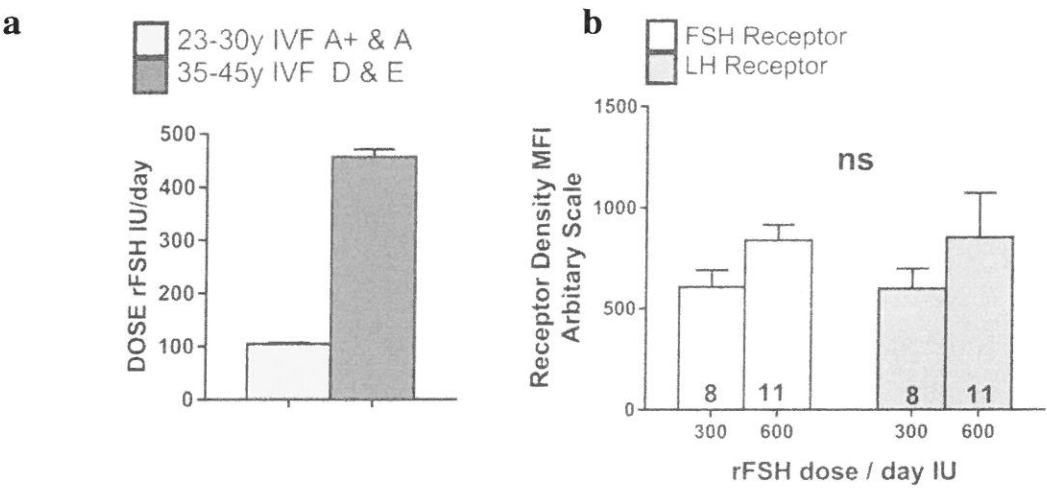 a
23-30y IVF A+ & A
35-45y IVF D & E
DOSE rFSH IU/day
500
400
300
200
100
0
b
FSH Receptor
LH Receptor
Receptor Density MFI
Arbitary Scale
1500
1000
500
0
ns
8
11
8
11
300
600
300
600
rFSH dose / day IU